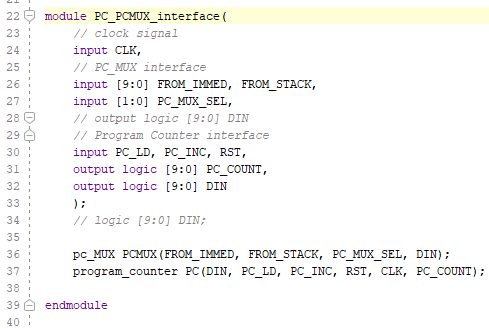 22 module PC_PCMUX_interface(
23 // clock signal
24 input CLK,
25 // PC_MUX interface
26 input [9:0] FROM_IMMED, FROM_STACK,
27 input [1:0] PC_MUX_SEL,
28 // output logic [9:0] DIN
29 // Program Counter interface
30 input PC_LD, PC_INC, RST,
31 output logic [9:0] PC_COUNT,
32 output logic [9:0] DIN
33 );
34 // logic [9:0] DIN;
35
36 pc_MUX PCMUX(FROM_IMMED, FROM_STACK, PC_MUX_SEL, DIN);
37 program_counter PC(DIN, PC_LD, PC_INC, RST, CLK, PC_COUNT);
38
39 endmodule
40